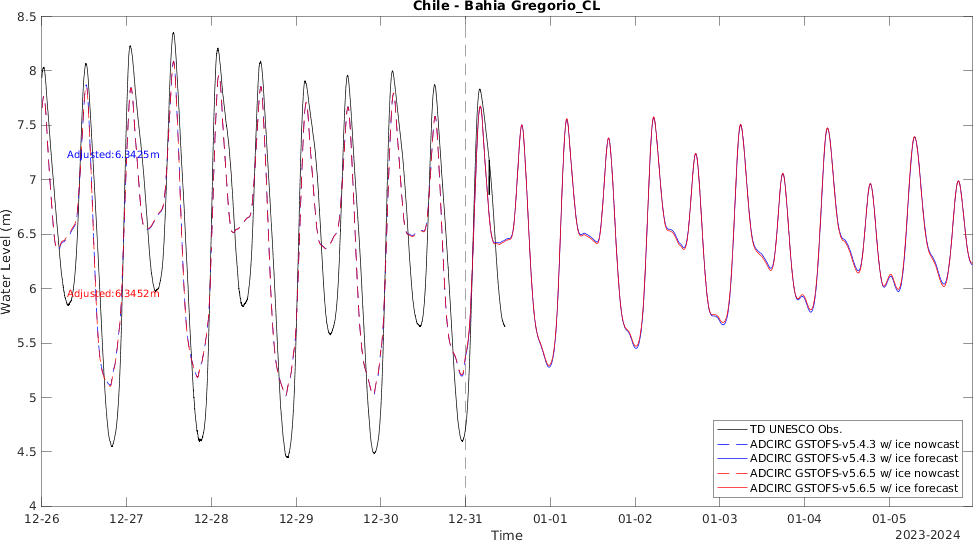 Chile - Bahia Gregorio_CL
Water Level (m)
8.5
8
7.5
7
6.5
6
5.5
5
4.5
4
Adjusted:6.3425m
Adjusted:6.3452m
TD UNESCO Obs.
ADCIRC GSTOFS-v5.4.3 w/ ice nowcast
ADCIRC GSTOFS-v5.4.3 w/ ice forecast
ADCIRC GSTOFS-v5.6.5 w/ ice nowcast
ADCIRC GSTOFS-v5.6.5 w/ ice forecast
12-26 12-27 12-28 12-29 12-30 12-31 01-01 01-02 01-03 01-04 01-05
Time
2023-2024